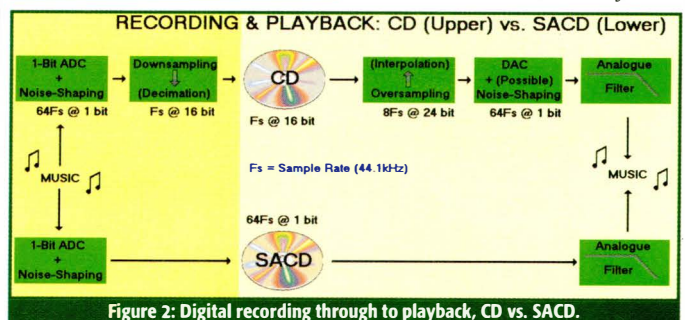 RECORDING & PLAYBACK: CD (Upper) vs. SACD (Lower)
1-Bit ADC
+
Noise-Shaping
64Fs @ 1 bit
Downsampling
(Decimation)
Fs @ 16 bit
CD
Fs @ 16 bit
(Interpolation)
Oversampling
8Fs @ 24 bit
DAC
+ (Possible)
Noise-Shaping
64Fs @ 1 bit
Analogue
Filter
MUSIC
Fs = Sample Rate (44.1kHz)
MUSIC
1-Bit ADC
+
Noise-Shaping
64Fs @ 1 bit
SACD
Analogue
Filter
Figure 2: Digital recording through to playback, CD vs. SACD.